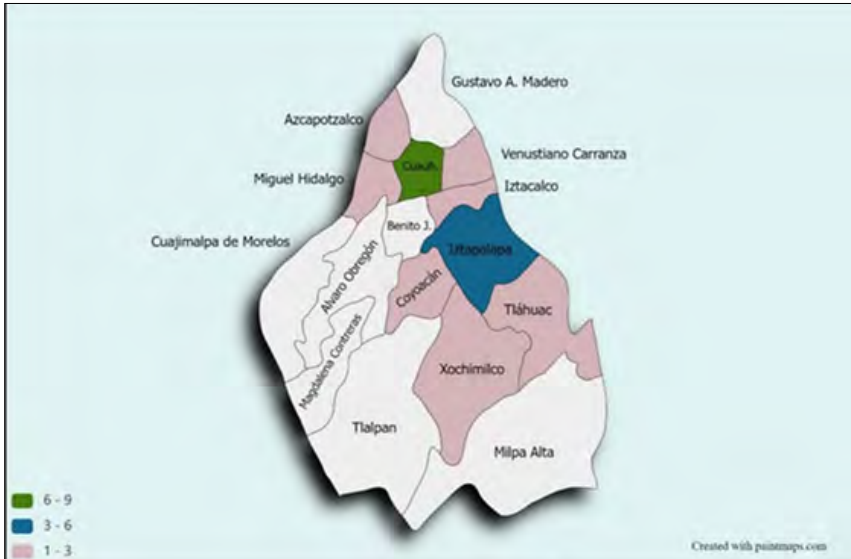 Gustavo A. Madero
Azcapotzalco
Venustiano Carranza
Cuauh.
Miguel Hidalgo
Iztacalco
Benito J.
Cuajimalpa de Morelos
Iztapalapa
Alvaro Obregón
Coyoacán
Tláhuac
Magdalena Contreras
Xochimilco
Tlalpan
Milpa Alta
6 - 9
3 - 6
1 - 3
Created with paintmaps.com